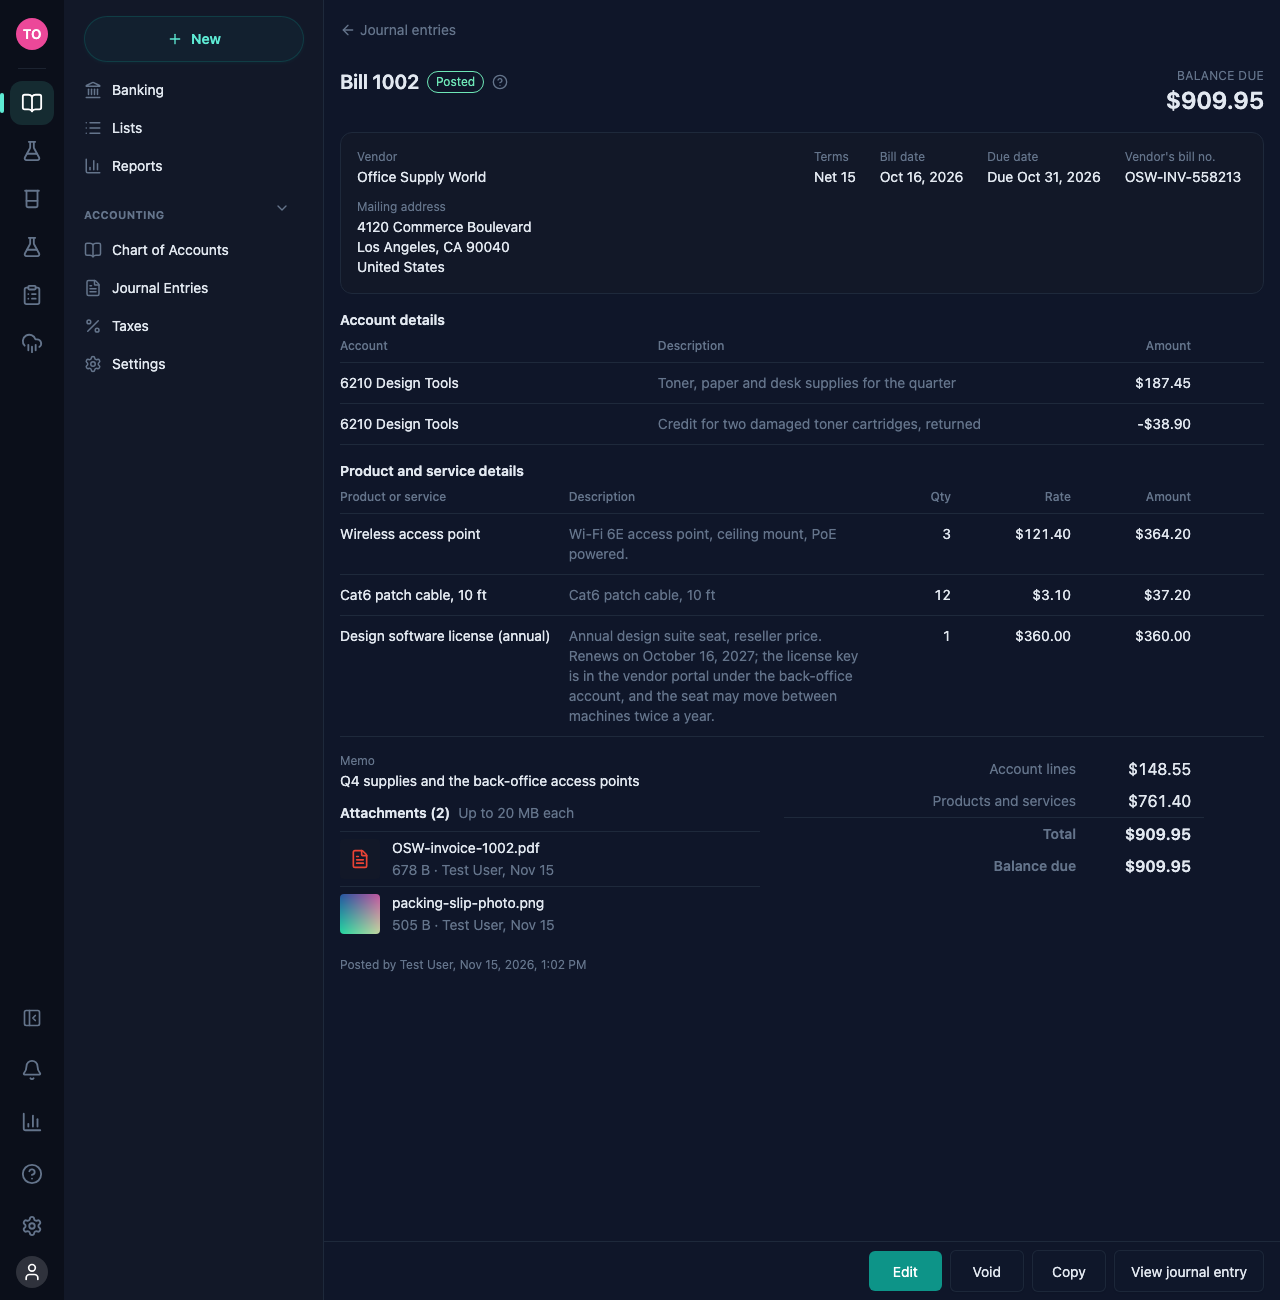 TO
+ New
Banking
Lists
Reports
ACCOUNTING
Chart of Accounts
Journal Entries
Taxes
Settings
← Journal entries
Bill 1002 Posted
BALANCE DUE
$909.95
Vendor
Office Supply World
Terms
Net 15
Bill date
Oct 16, 2026
Due date
Due Oct 31, 2026
Vendor's bill no.
OSW-INV-558213
Mailing address
4120 Commerce Boulevard
Los Angeles, CA 90040
United States
Account details
Account Description Amount
6210 Design Tools Toner, paper and desk supplies for the quarter $187.45
6210 Design Tools Credit for two damaged toner cartridges, returned -$38.90
Product and service details
Product or service Description Qty Rate Amount
Wireless access point Wi-Fi 6E access point, ceiling mount, PoE 3 $121.40 $364.20
powered.
Cat6 patch cable, 10 ft Cat6 patch cable, 10 ft 12 $3.10 $37.20
Design software license (annual) Annual design suite seat, reseller price. 1 $360.00 $360.00
Renews on October 16, 2027; the license key
is in the vendor portal under the back-office
account, and the seat may move between
machines twice a year.
Memo
Q4 supplies and the back-office access points
Attachments (2) Up to 20 MB each
OSW-invoice-1002.pdf
678 B · Test User, Nov 15
packing-slip-photo.png
505 B · Test User, Nov 15
Account lines $148.55
Products and services $761.40
Total $909.95
Balance due $909.95
Posted by Test User, Nov 15, 2026, 1:02 PM
Edit
Void
Copy
View journal entry